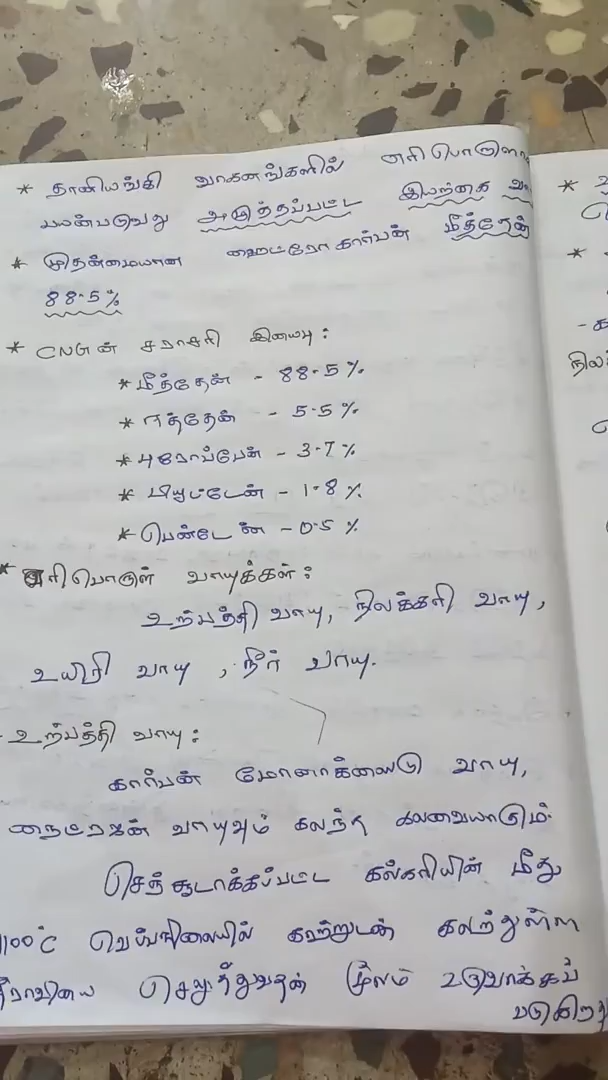 * தானியங்கி வாகனங்களில் எரிபொருளாக
பயன்படுவது அழுத்தப்பட்ட இயற்கை வா
* முதன்மையான ஹைட்ரோகார்பன் மீத்தேன்
88.5%
* CNGன் சராசரி இயைபு:
* மீத்தேன் - 88.5%
* ஈத்தேன் - 5.5%
* புரோப்பேன் - 3.7%
* பியூட்டேன் - 1.8%
* பென்டேன் - 0.5%
* எரிபொருள் வாயுக்கள்:
உற்பத்தி வாயு, நிலக்கரி வாயு,
உயிரி வாயு, நீர் வாயு.
- உற்பத்தி வாயு:
கார்பன் மோனாக்ஸைடு வாயு,
நைட்ரஜன் வாயுவும் கலந்த கலவையாகும்.
செஞ்சூடாக்கப்பட்ட கல்கரியின் மீது
1100°C வெப்பநிலையில் காற்றுடன் கலந்துள்ள
நீராவியை செலுத்துவதன் மூலம் உருவாக்கப்
படுகிறது
* உ
*
- க
நில